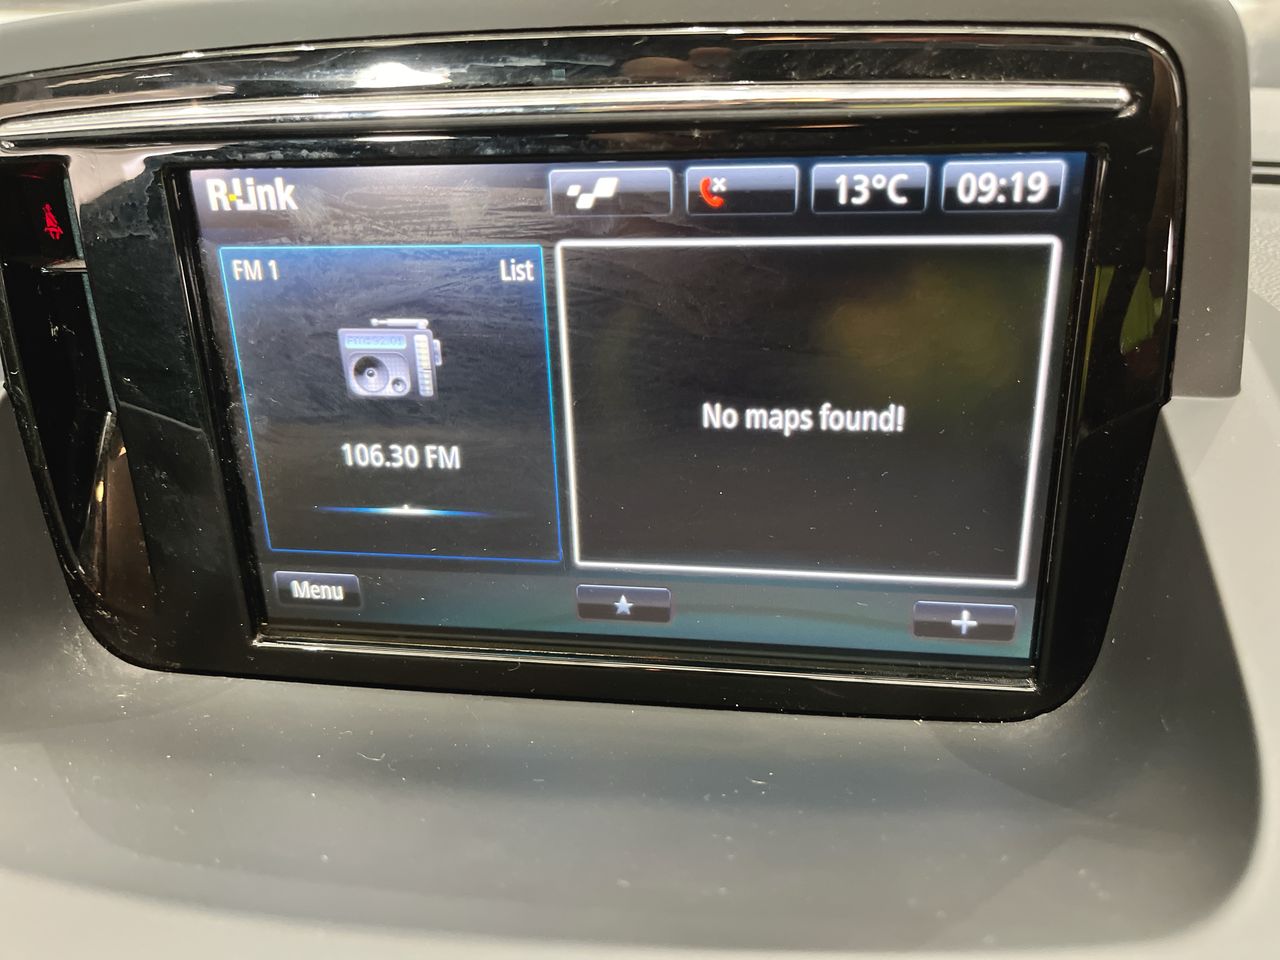 R-Link
13°C
09:19
FM 1
List
106.30 FM
No maps found!
Menu